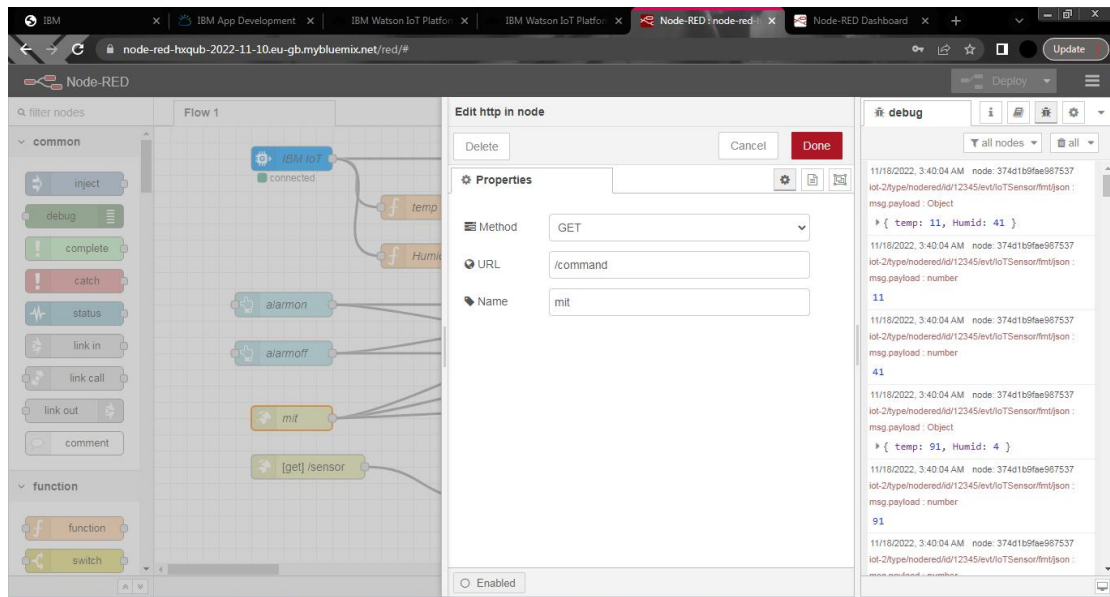 IBM
IBM App Development
IBM Watson IoT Platfor
IBM Watson IoT Platfor
Node-RED : node-red-h
Node-RED Dashboard
node-red-hxqub-2022-11-10.eu-gb.mybluemix.net/red/#
Update
Node-RED
Deploy
filter nodes
common
inject
debug
complete
catch
status
link in
link call
link out
comment
function
function
switch
Flow 1
IBM IoT
connected
temp
Humi
alarmon
alarmoff
mit
[get] /sensor
Edit http in node
Delete
Cancel
Done
Properties
Method
GET
URL
/command
Name
mit
Enabled
debug
all nodes
all
11/18/2022, 3:40:04 AM node: 374d1b9fae987537
iot-2/type/nodered/id/12345/evt/IoTSensor/fmt/json :
msg.payload : Object
{ temp: 11, Humid: 41 }
11/18/2022, 3:40:04 AM node: 374d1b9fae987537
iot-2/type/nodered/id/12345/evt/IoTSensor/fmt/json :
msg.payload : number
11
11/18/2022, 3:40:04 AM node: 374d1b9fae987537
iot-2/type/nodered/id/12345/evt/IoTSensor/fmt/json :
msg.payload : number
41
11/18/2022, 3:40:04 AM node: 374d1b9fae987537
iot-2/type/nodered/id/12345/evt/IoTSensor/fmt/json :
msg.payload : Object
{ temp: 91, Humid: 4 }
11/18/2022, 3:40:04 AM node: 374d1b9fae987537
iot-2/type/nodered/id/12345/evt/IoTSensor/fmt/json :
msg.payload : number
91
11/18/2022, 3:40:04 AM node: 374d1b9fae987537
iot-2/type/nodered/id/12345/evt/IoTSensor/fmt/json :
msg.payload : number